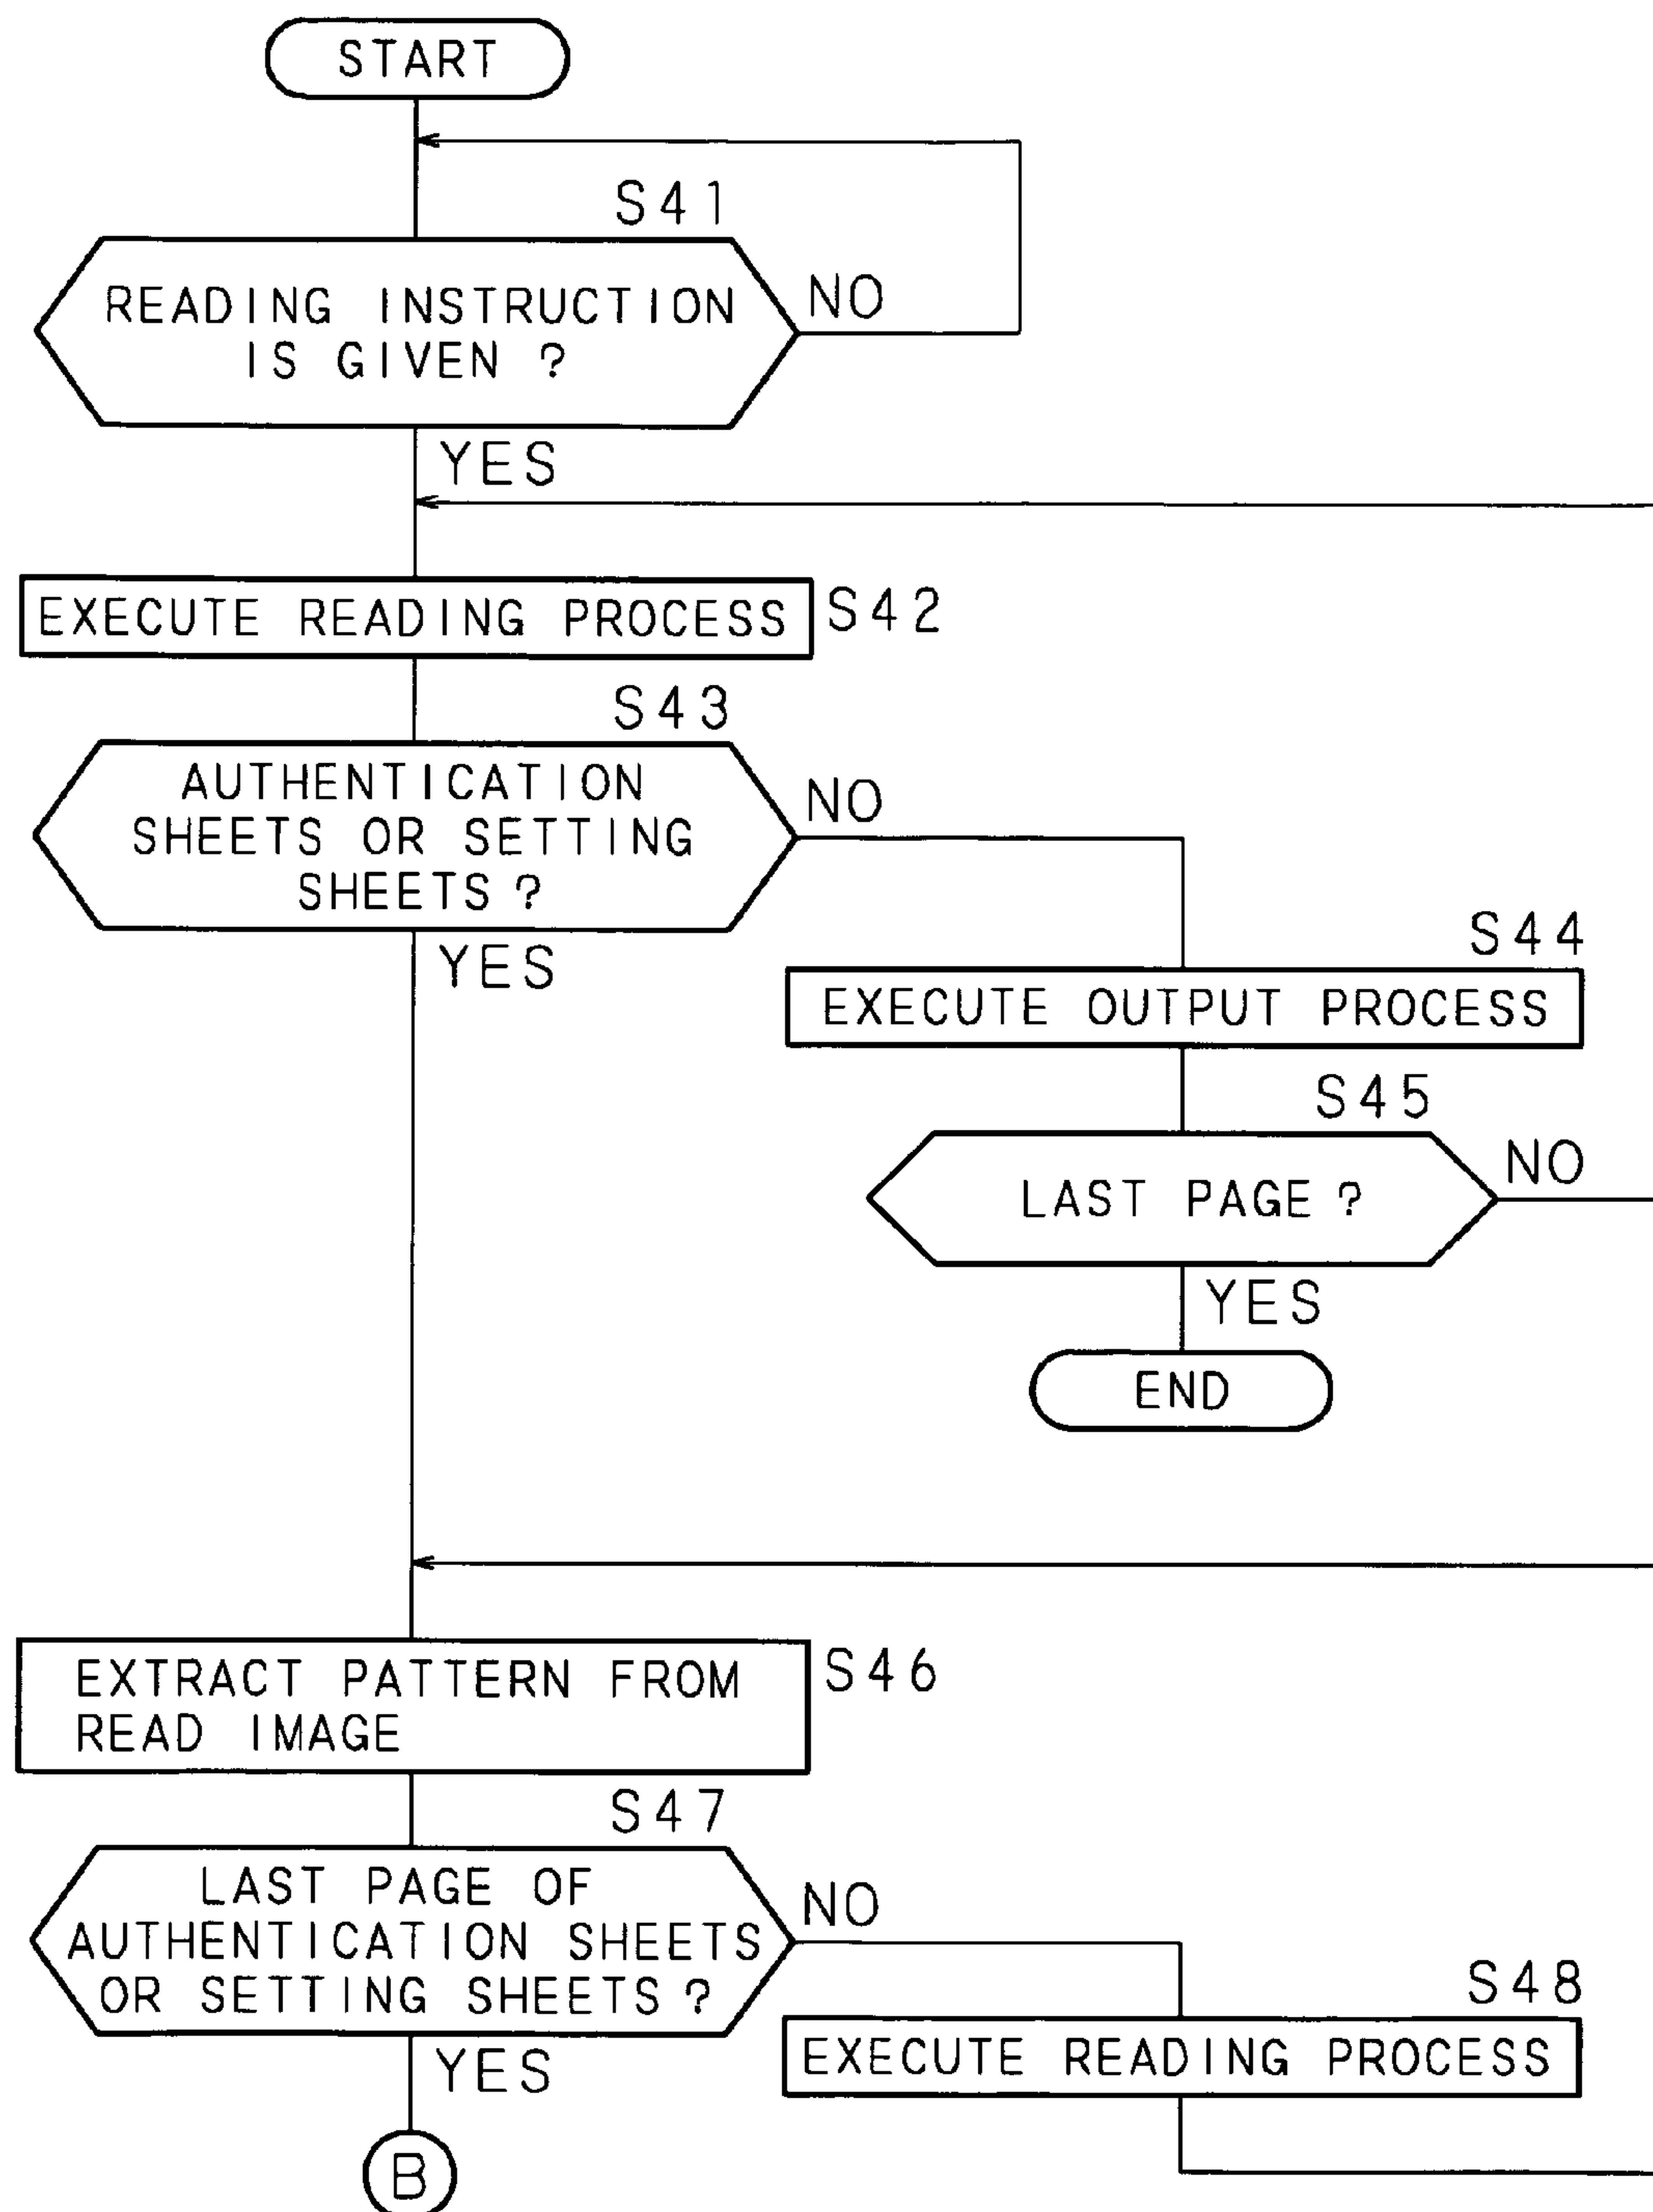 START
S41
READING INSTRUCTION
IS GIVEN ?
NO
YES
EXECUTE READING PROCESS
S42
S43
AUTHENTICATION
SHEETS OR SETTING
SHEETS ?
NO
YES
S44
EXECUTE OUTPUT PROCESS
S45
LAST PAGE ?
NO
YES
END
EXTRACT PATTERN FROM
READ IMAGE
S46
S47
LAST PAGE OF
AUTHENTICATION SHEETS
OR SETTING SHEETS ?
NO
YES
S48
EXECUTE READING PROCESS
B